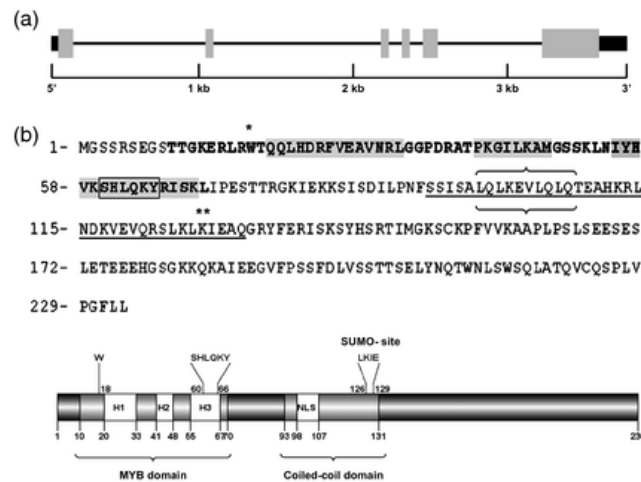 (a)
5' 1 kb 2 kb 3 kb 3'
(b)
*
1- MGSSRSEGSTTGKERLRWTQQLHDRFVEAVNRLGGPDRATPKGILKAMGSSKLNIYH
58- VKSHLQKYRISKLIPESTTRGKIEKKSISDILPNFSSISALQLKEVLQLQTEAHKRL
**
115- NDKVEVQRSLKLKIEAQGRYFERISKSYHSRTIMGKSCKPFVVKAAPLPSLSEESES
172- LETEEEHGSGKKQKAIEEGVFPSSFDLVSSTTSELYNQTWNLSWSQLATQVCQSPLV
229- PGFLL
SUMO- site
W SHLQKY LKIE
18 60 66 126 129
H1 H2 H3 NLS
1 10 20 33 41 48 55 67 70 93 98 107 131 23
MYB domain Coiled-coil domain